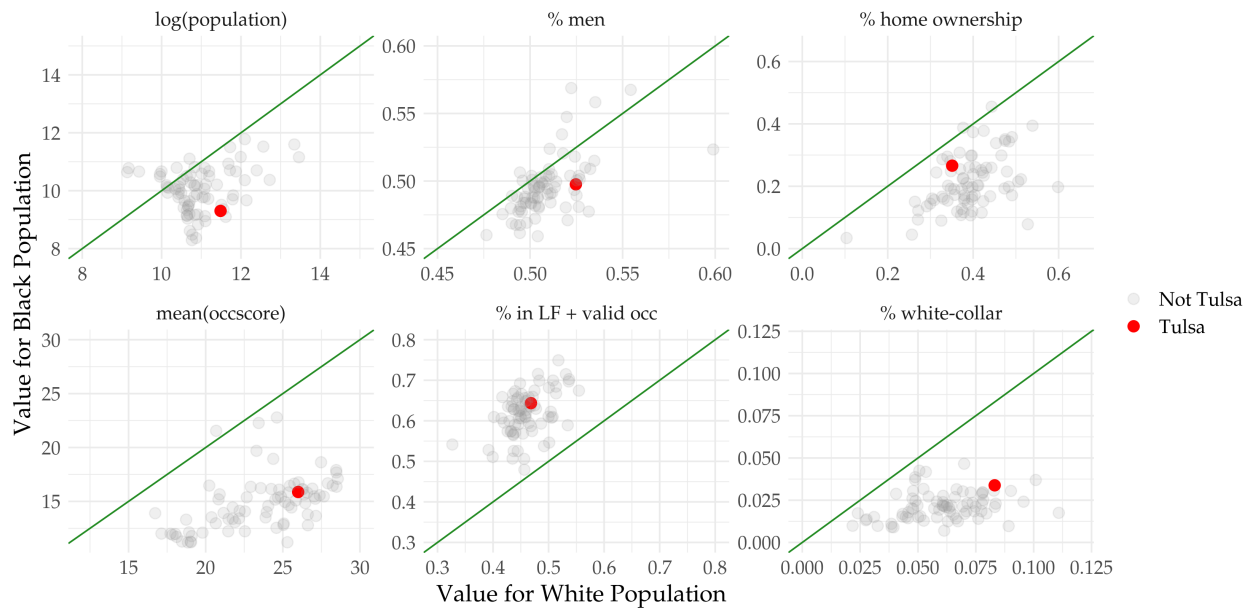 log(population)
% men
% home ownership
14
12
10
8
8 10 12 14
0.60
0.55
0.50
0.45
0.45 0.50 0.55 0.60
0.6
0.4
0.2
0.0
0.0 0.2 0.4 0.6
mean(occscore)
% in LF + valid occ
% white-collar
30
25
20
15
15 20 25 30
0.8
0.7
0.6
0.5
0.4
0.3
0.3 0.4 0.5 0.6 0.7 0.8
0.125
0.100
0.075
0.050
0.025
0.000
0.000 0.025 0.050 0.075 0.100 0.125
Value for Black Population
Value for White Population
Not Tulsa
Tulsa